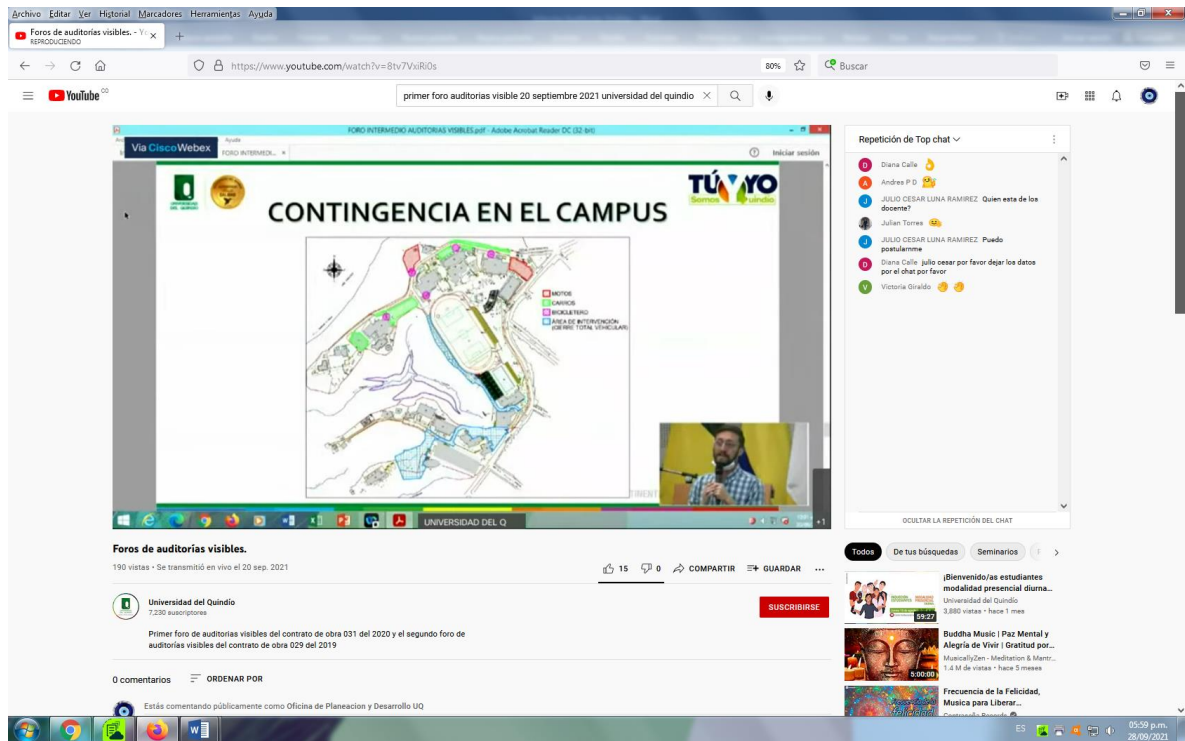 Archivo Editar Ver Historial Marcadores Herramientas Ayuda
Foros de auditorías visibles. - Yo
REPRODUCIENDO
https://www.youtube.com/watch?v=8tv7VxiRi0s
80%
Buscar
YouTube CO
primer foro auditorias visible 20 septiembre 2021 universidad del quindio
FORO INTERMEDIO AUDITORIAS VISIBLES.pdf - Adobe Acrobat Reader DC (32-bit)
Ayuda
Vía Cisco Webex
FORO INTERMEDI...
Iniciar sesión
UNIVERSIDAD DEL QUINDÍO
TÚ Y YO
Somos Quindío
CONTINGENCIA EN EL CAMPUS
MOTOS
CARROS
BICICLETERO
ÁREA DE INTERVENCIÓN
(CIERRE TOTAL VEHICULAR)
UNIVERSIDAD DEL Q
+1
Repetición de Top chat
Diana Calle
Andres P D
JULIO CESAR LUNA RAMIREZ Quien esta de los
docente?
Julian Torres
JULIO CESAR LUNA RAMIREZ Puedo
postularmme
Diana Calle julio cesar por favor dejar los datos
por el chat por favor
Victoria Giraldo
OCULTAR LA REPETICIÓN DEL CHAT
Foros de auditorías visibles.
190 vistas • Se transmitió en vivo el 20 sep. 2021
15
0
COMPARTIR
GUARDAR
Universidad del Quindío
7,230 suscriptores
SUSCRIBIRSE
Primer foro de auditorias visibles del contrato de obra 031 del 2020 y el segundo foro de
auditorias visibles del contrato de obra 029 del 2019
0 comentarios
ORDENAR POR
Estás comentando públicamente como Oficina de Planeacion y Desarrollo UQ
Todos
De tus búsquedas
Seminarios
¡Bienvenido/as estudiantes
modalidad presencial diurna...
Universidad del Quindío
3,880 vistas • hace 1 mes
59:27
Buddha Music | Paz Mental y
Alegría de Vivir | Gratitud por...
MusicallyZen - Meditation & Mantr...
1.4 M de vistas • hace 5 meses
5:00:00
Frecuencia de la Felicidad,
Musica para Liberar...
ES
05:59 p.m.
28/09/2021